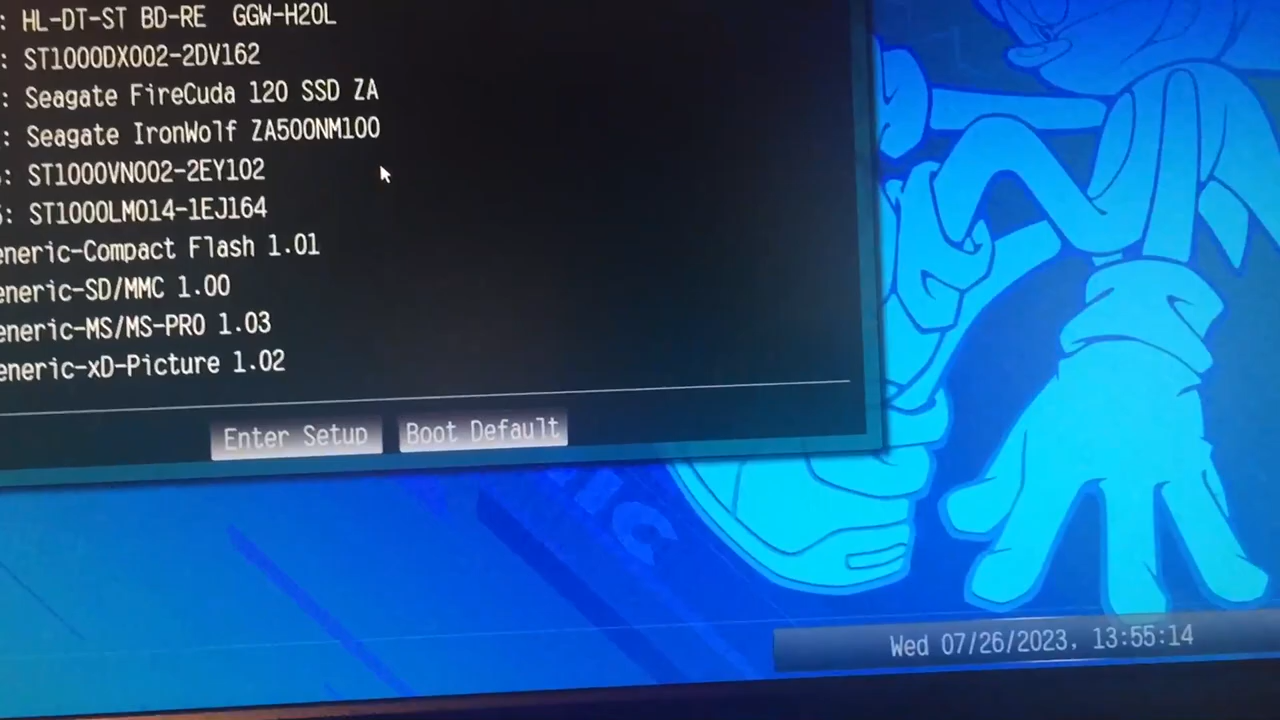 : HL-DT-ST BD-RE GGW-H20L
: ST1000DX002-2DV162
: Seagate FireCuda 120 SSD ZA
: Seagate IronWolf ZA500NM100
: ST1000VN002-2EY102
: ST1000LM014-1EJ164
eneric-Compact Flash 1.01
eneric-SD/MMC 1.00
eneric-MS/MS-PRO 1.03
eneric-xD-Picture 1.02
Enter Setup Boot Default
Wed 07/26/2023, 13:55:14